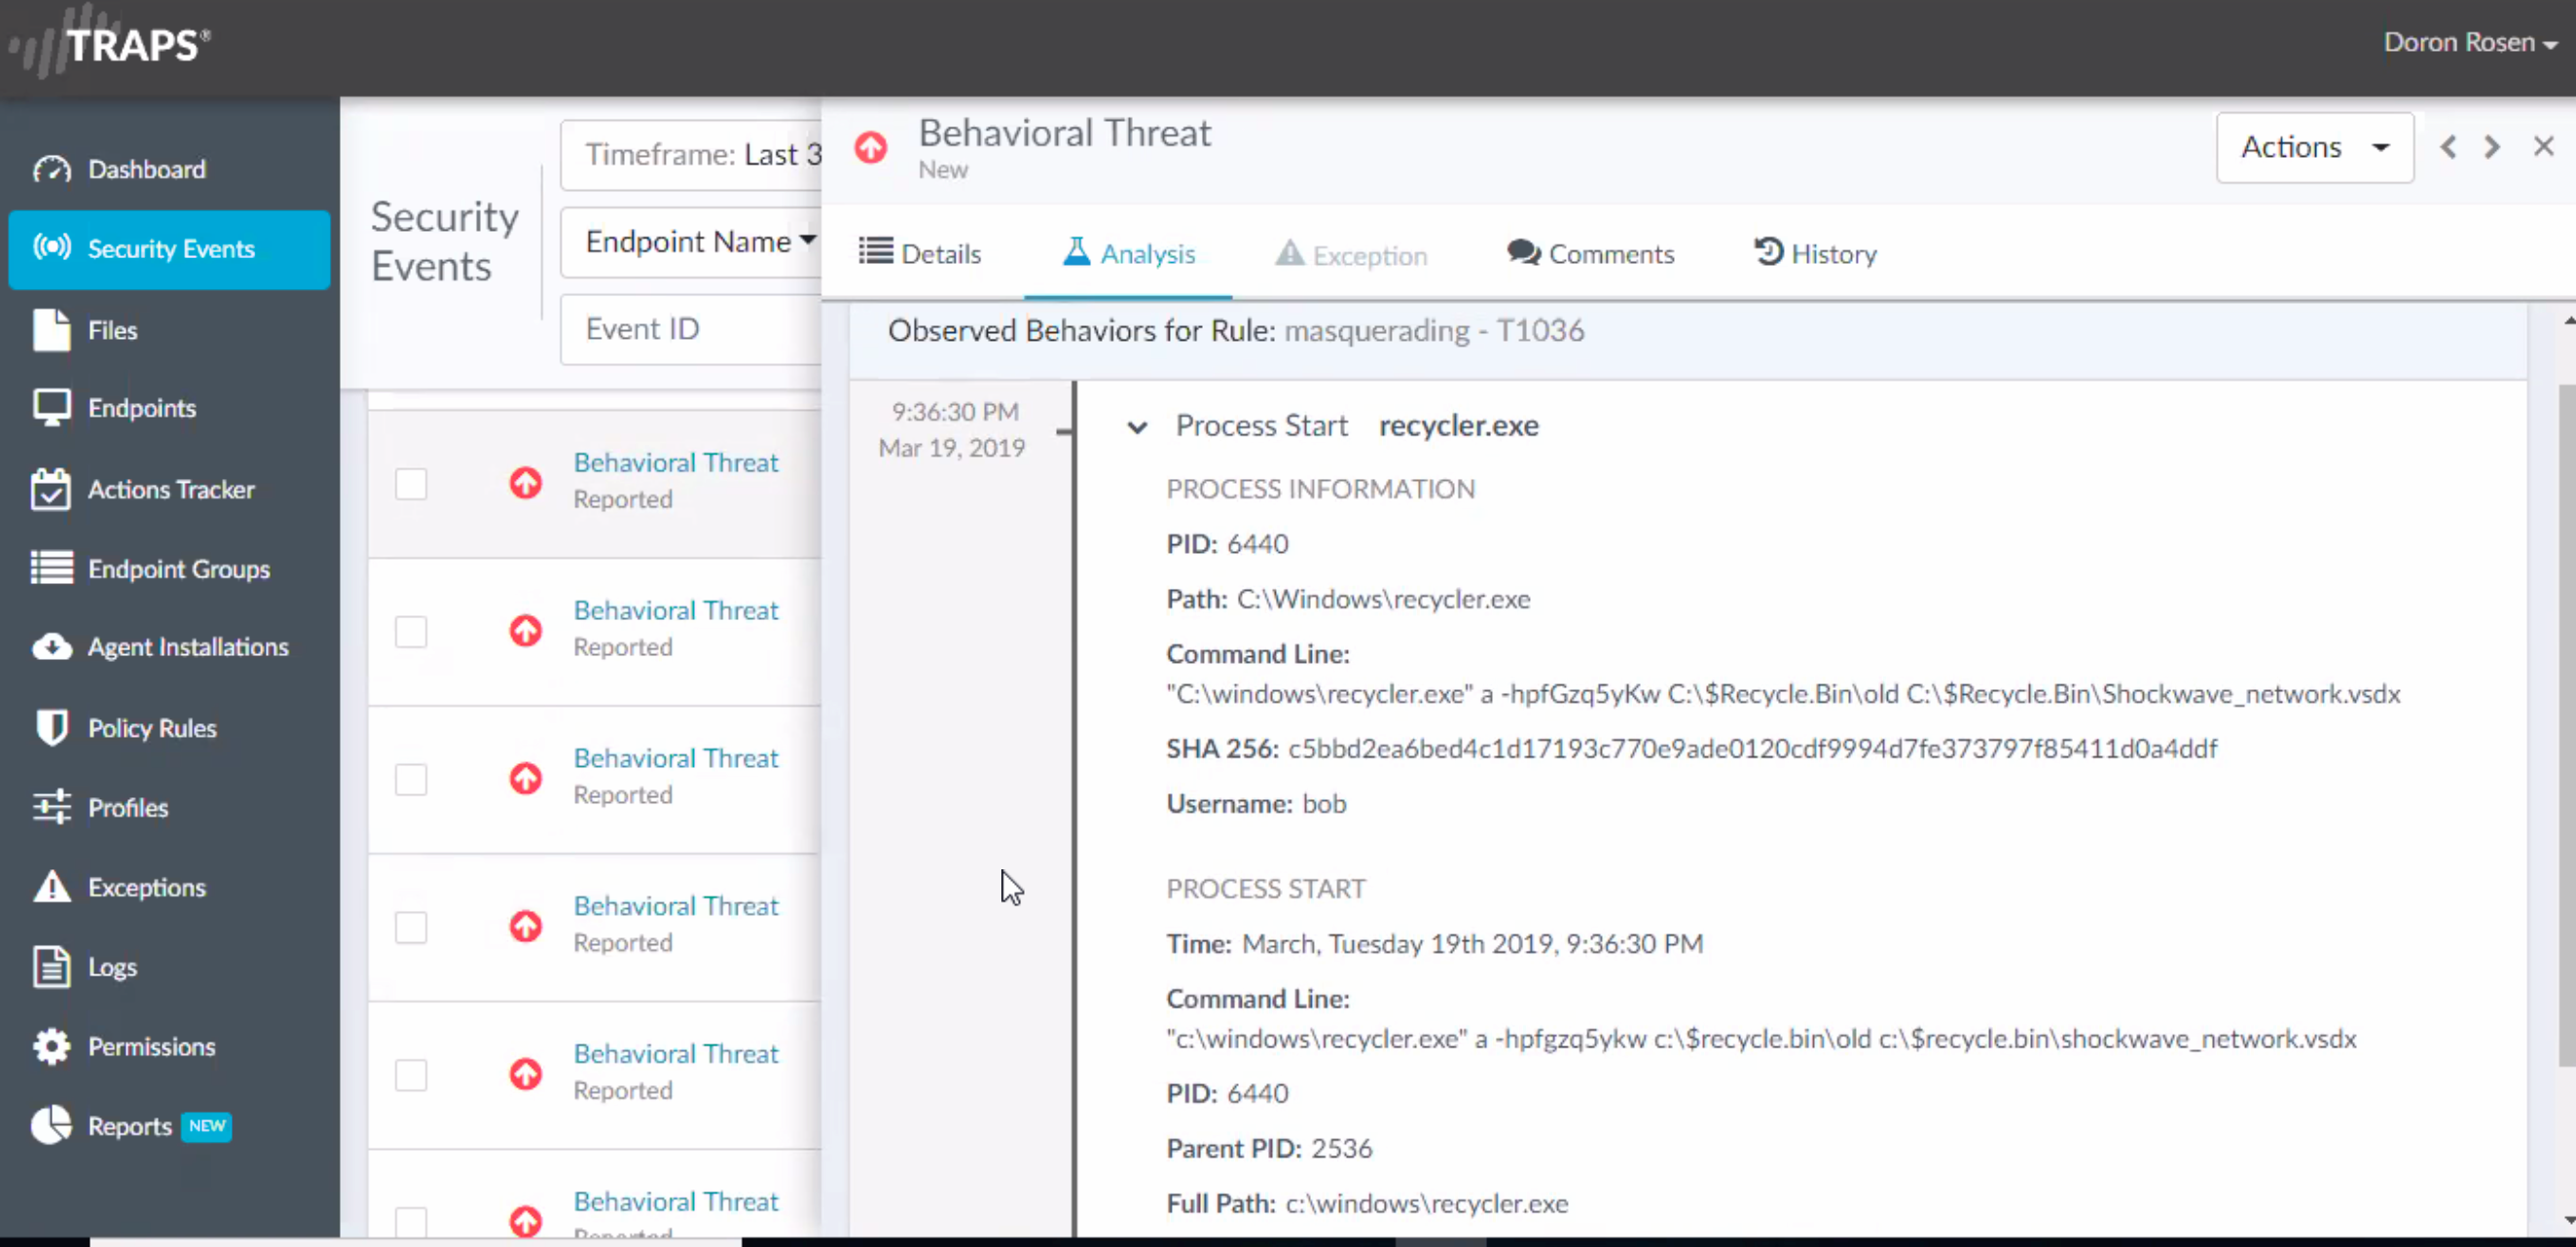 TRAPS®
Doron Rosen
Dashboard
Security Events
Files
Endpoints
Actions Tracker
Endpoint Groups
Agent Installations
Policy Rules
Profiles
Exceptions
Logs
Permissions
Reports NEW
Security
Events
Timeframe: Last 3
Endpoint Name
Event ID
Behavioral Threat
Reported
Behavioral Threat
Reported
Behavioral Threat
Reported
Behavioral Threat
Reported
Behavioral Threat
Reported
Behavioral Threat
Reported
Behavioral Threat
New
Actions
Details
Analysis
Exception
Comments
History
Observed Behaviors for Rule: masquerading - T1036
9:36:30 PM
Mar 19, 2019
Process Start recycler.exe
PROCESS INFORMATION
PID: 6440
Path: C:\Windows\recycler.exe
Command Line:
"C:\windows\recycler.exe" a -hpfGzq5yKw C:\$Recycle.Bin\old C:\$Recycle.Bin\Shockwave_network.vsdx
SHA 256: c5bbd2ea6bed4c1d17193c770e9ade0120cdf9994d7fe373797f85411d0a4ddf
Username: bob
PROCESS START
Time: March, Tuesday 19th 2019, 9:36:30 PM
Command Line:
"c:\windows\recycler.exe" a -hpfgzq5ykw c:\$recycle.bin\old c:\$recycle.bin\shockwave_network.vsdx
PID: 6440
Parent PID: 2536
Full Path: c:\windows\recycler.exe